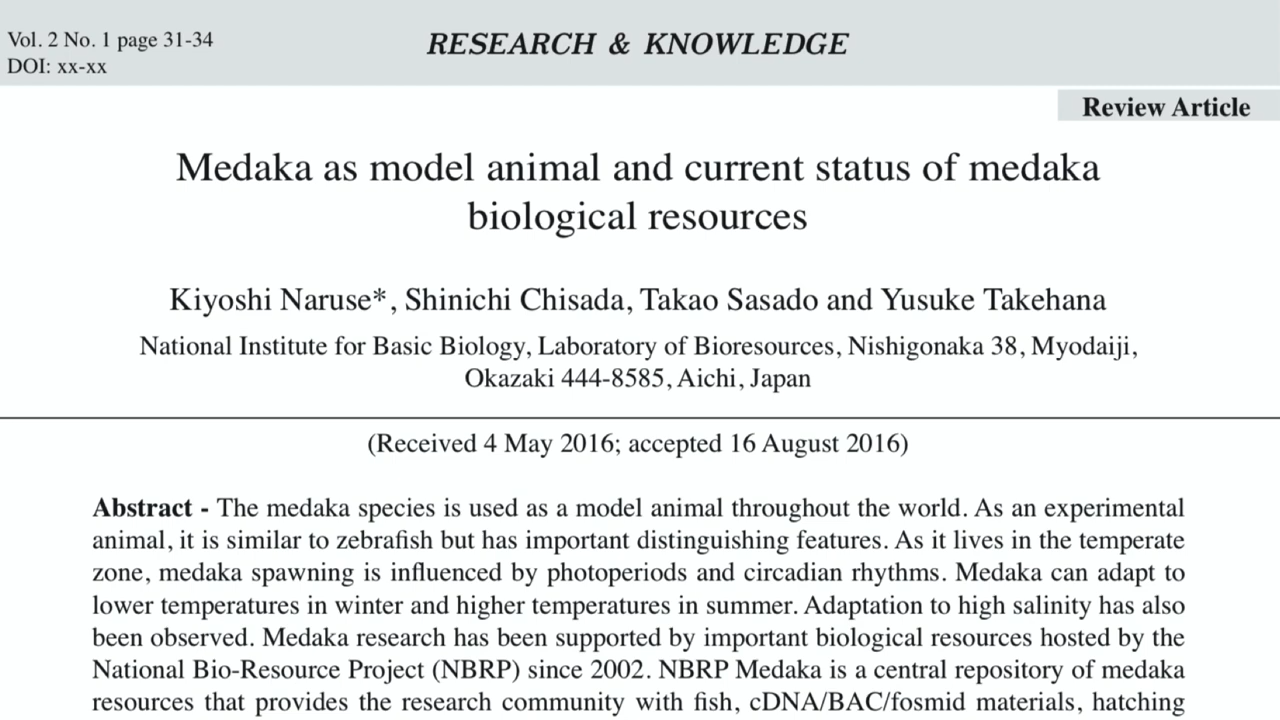 Vol. 2 No. 1 page 31-34
DOI: xx-xx
RESEARCH & KNOWLEDGE
Review Article
Medaka as model animal and current status of medaka
biological resources
Kiyoshi Naruse*, Shinichi Chisada, Takao Sasado and Yusuke Takehana
National Institute for Basic Biology, Laboratory of Bioresources, Nishigonaka 38, Myodaiji,
Okazaki 444-8585, Aichi, Japan
(Received 4 May 2016; accepted 16 August 2016)
Abstract - The medaka species is used as a model animal throughout the world. As an experimental
animal, it is similar to zebrafish but has important distinguishing features. As it lives in the temperate
zone, medaka spawning is influenced by photoperiods and circadian rhythms. Medaka can adapt to
lower temperatures in winter and higher temperatures in summer. Adaptation to high salinity has also
been observed. Medaka research has been supported by important biological resources hosted by the
National Bio-Resource Project (NBRP) since 2002. NBRP Medaka is a central repository of medaka
resources that provides the research community with fish, cDNA/BAC/fosmid materials, hatching